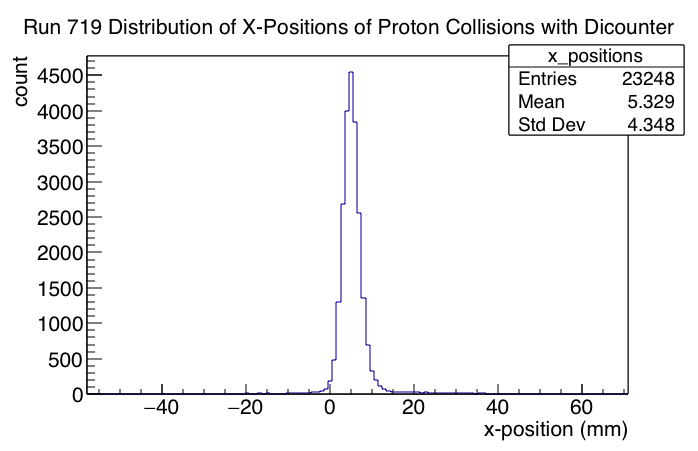 Run 719 Distribution of X-Positions of Proton Collisions with Dicounter
x_positions
Entries 23248
Mean 5.329
Std Dev 4.348
count
4500
4000
3500
3000
2500
2000
1500
1000
500
0
−40 −20 0 20 40 60
x-position (mm)